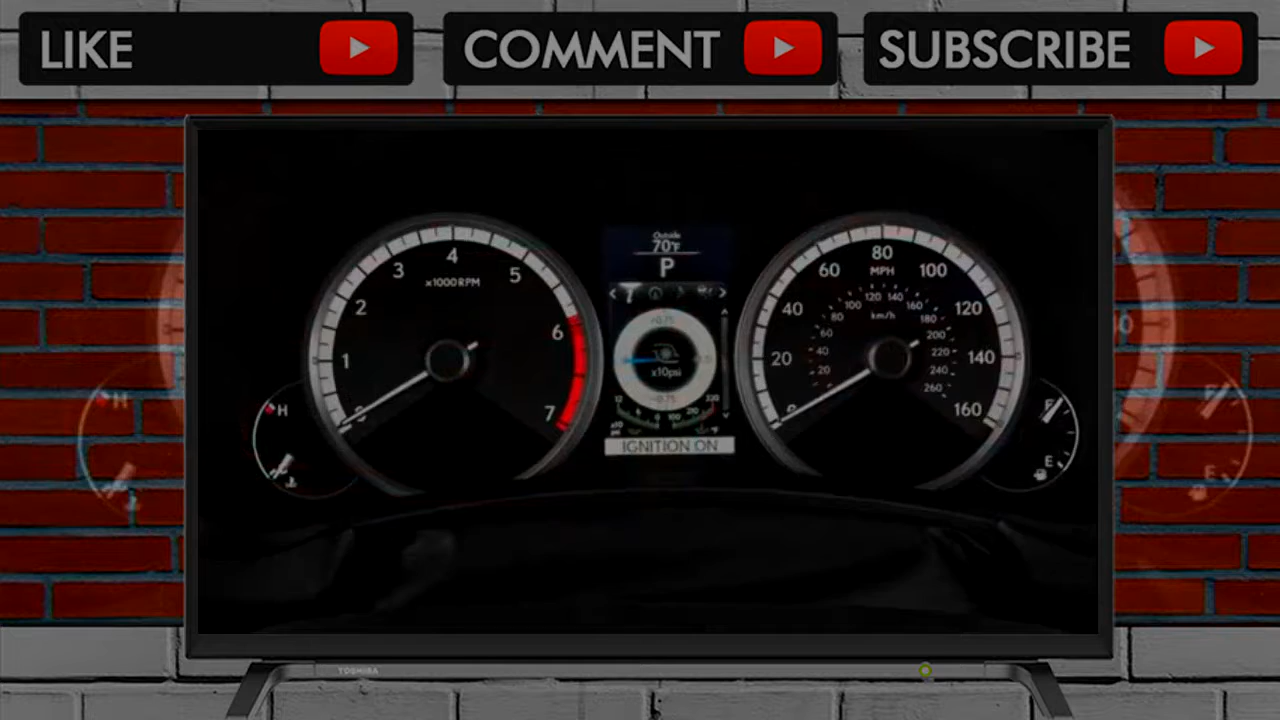 LIKE
COMMENT
SUBSCRIBE
Outside
70°F
P
4
3
5
x1000RPM
2
6
1
7
H
x10psi
IGNITION ON
80
60
MPH
100
40
120
20
140
160
100
120
140
80
160
km/h
60
180
200
40
220
20
240
260
F
E
H
F
E
TOSHIBA